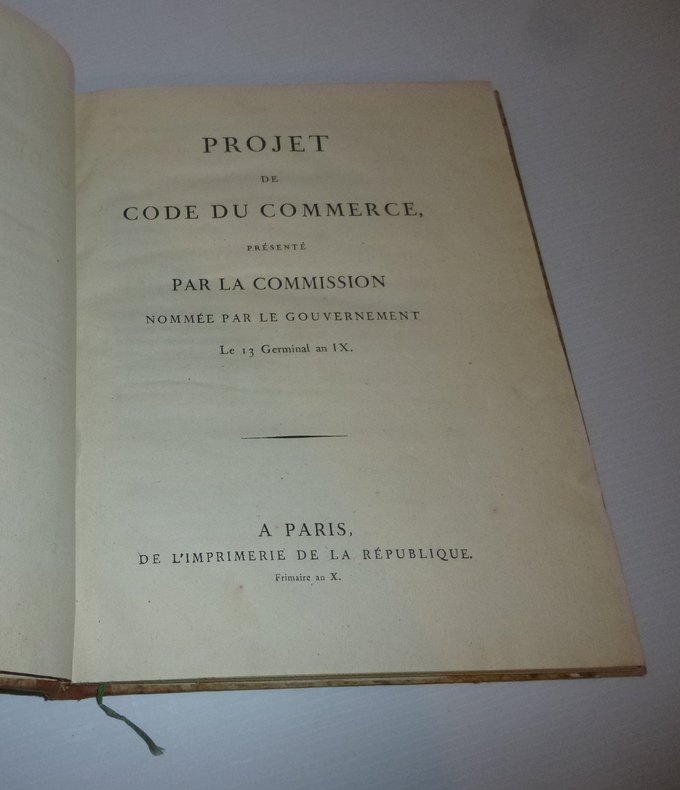 PROJET
DE
CODE DU COMMERCE,
PRÉSENTÉ
PAR LA COMMISSION
NOMMÉE PAR LE GOUVERNEMENT
Le 13 Germinal an IX.
A PARIS,
DE L'IMPRIMERIE DE LA RÉPUBLIQUE.
Frimaire an X.